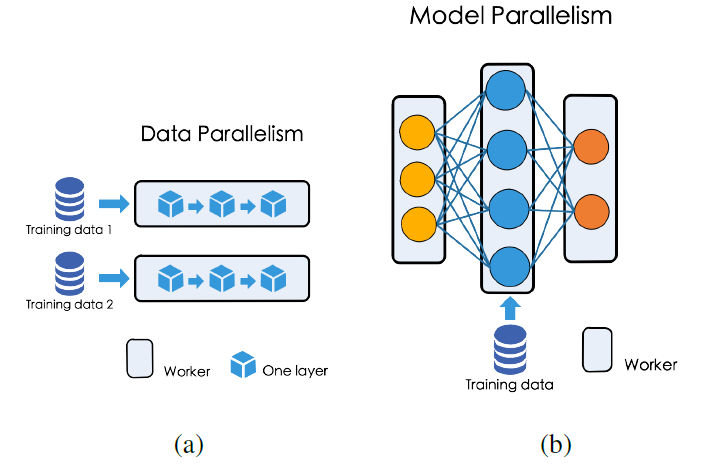 Model Parallelism
Data Parallelism
Training data 1
Training data 2
Training data
Worker
One layer
Worker
(a)
(b)